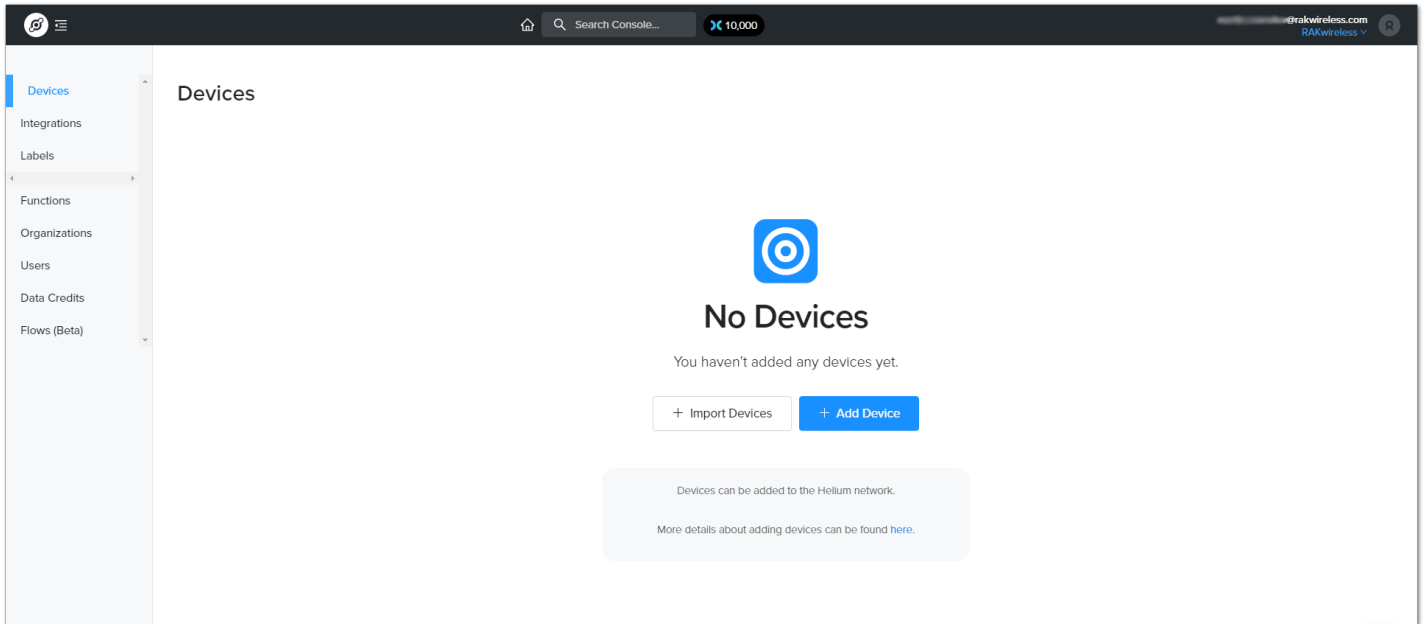 Search Console...
10,000
@rakwireless.com
RAKwireless
R
Devices
Integrations
Labels
Functions
Organizations
Users
Data Credits
Flows (Beta)
Devices
No Devices
You haven't added any devices yet.
+ Import Devices
+ Add Device
Devices can be added to the Helium network.
More details about adding devices can be found here.